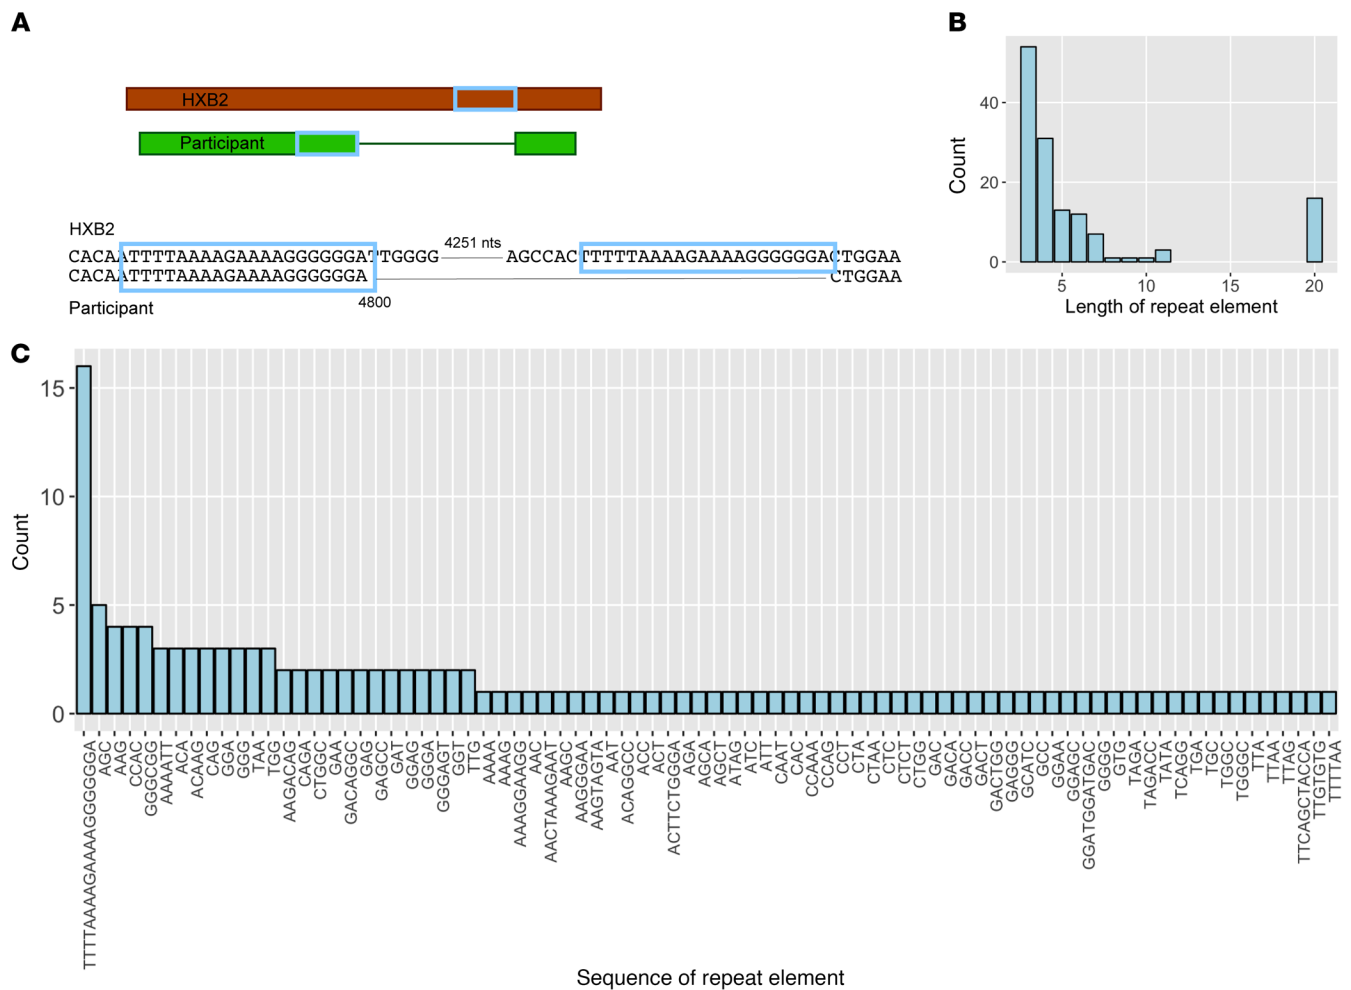 A
HXB2
Participant
HXB2
CACAATTTTAAAAGAAAAGGGGGGATTGGGG 4251 nts AGCCACTTTTTAAAAGAAAAGGGGGGACTGGAA
CACAATTTTAAAAGAAAAGGGGGGA CTGGAA
Participant 4800
B
Count
40
20
0
5 10 15 20
Length of repeat element
C
Count
15
10
5
0
TTTTAAAAGAAAAGGGGGGA
AGC
AAG
CCAC
GGGCGG
AAAATT
ACA
ACAAG
CAG
GGA
GGG
TAA
TGG
AAGACAG
CAGA
CTGGC
GAA
GACAGGC
GAG
GAGCC
GAT
GGAG
GGGA
GGGAGT
GGT
TTG
AAA
AAAG
AAAGGAAGG
AAC
AACTAAAGAAT
AAGC
AAGGGAA
AAGTAGTA
AAT
ACAGGCC
ACC
ACT
ACTTCTGGGA
AGA
AGCA
AGCT
ATAG
ATC
ATT
CAAT
CAC
CCAAA
CCAG
CCT
CTA
CTAA
CTC
CTCT
CTGG
GAC
GACA
GACC
GACT
GACTGG
GAGGG
GCATC
GCC
GGAA
GGAGC
GGATGGATGAC
GGGG
GTG
TAGA
TAGACC
TATA
TCAGG
TGA
TGC
TGGC
TGGGC
TTA
TTAA
TTAG
TTCAGCTACCA
TTGTGTG
TTTTAA
Sequence of repeat element